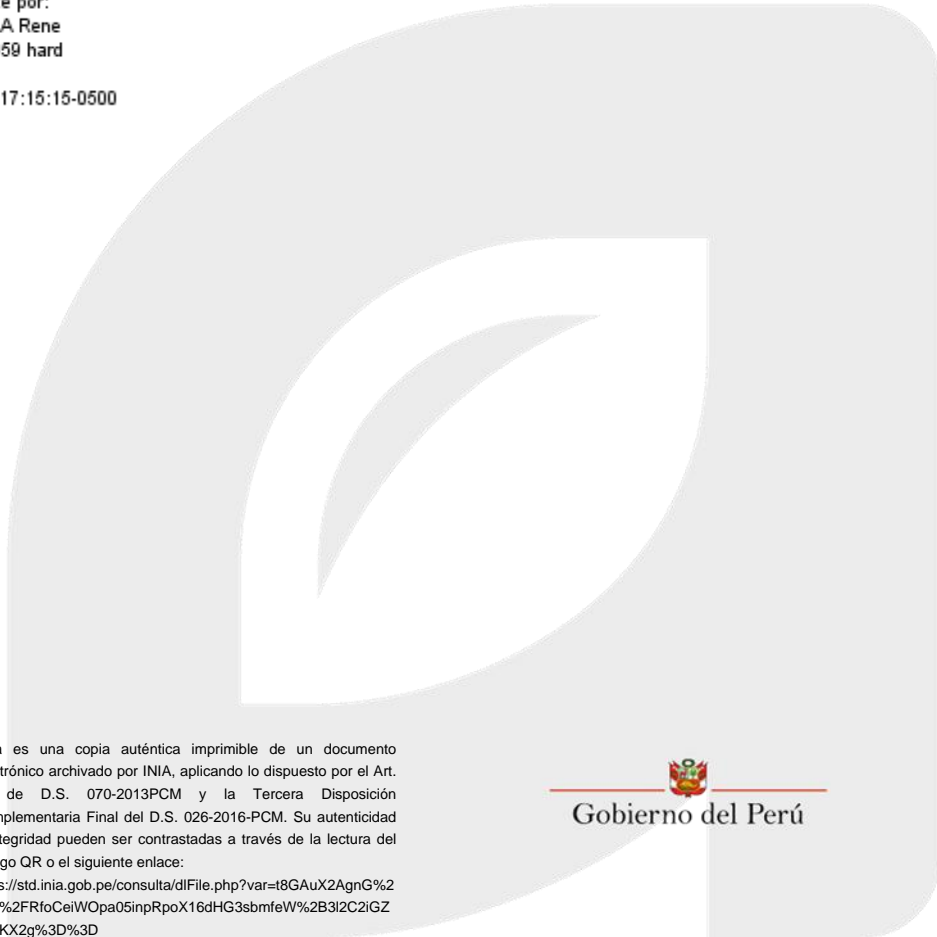 e por:
A Rene
59 hard
17:15:15-0500
a es una copia auténtica imprimible de un documento
trónico archivado por INIA, aplicando lo dispuesto por el Art.
de D.S. 070-2013PCM y la Tercera Disposición
mplementaria Final del D.S. 026-2016-PCM. Su autenticidad
tegridad pueden ser contrastadas a través de la lectura del
go QR o el siguiente enlace:
s://std.inia.gob.pe/consulta/dlFile.php?var=t8GAuX2AgnG%2
%2FRfoCeiWOpa05inpRpoX16dHG3sbmfeW%2B3l2C2iGZ
KX2g%3D%3D
Gobierno del Perú